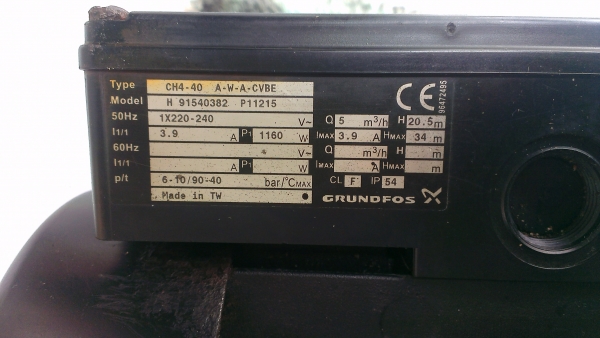 Type CH4-40 A-W-A-CVBE
Model H 91540382 P11215
50Hz 1X220-240 V~ Q 5 m³/h H 20.5 m
I1/1 3.9 A P1 1160 W IMAX 3.9 A HMAX 34 m
60Hz V~ Q m³/h H m
I1/1 A P1 W IMAX A HMAX m
p/t 6-10/90-40 bar/°CMAX CL F IP 54
Made in TW GRUNDFOS
CE
96472495